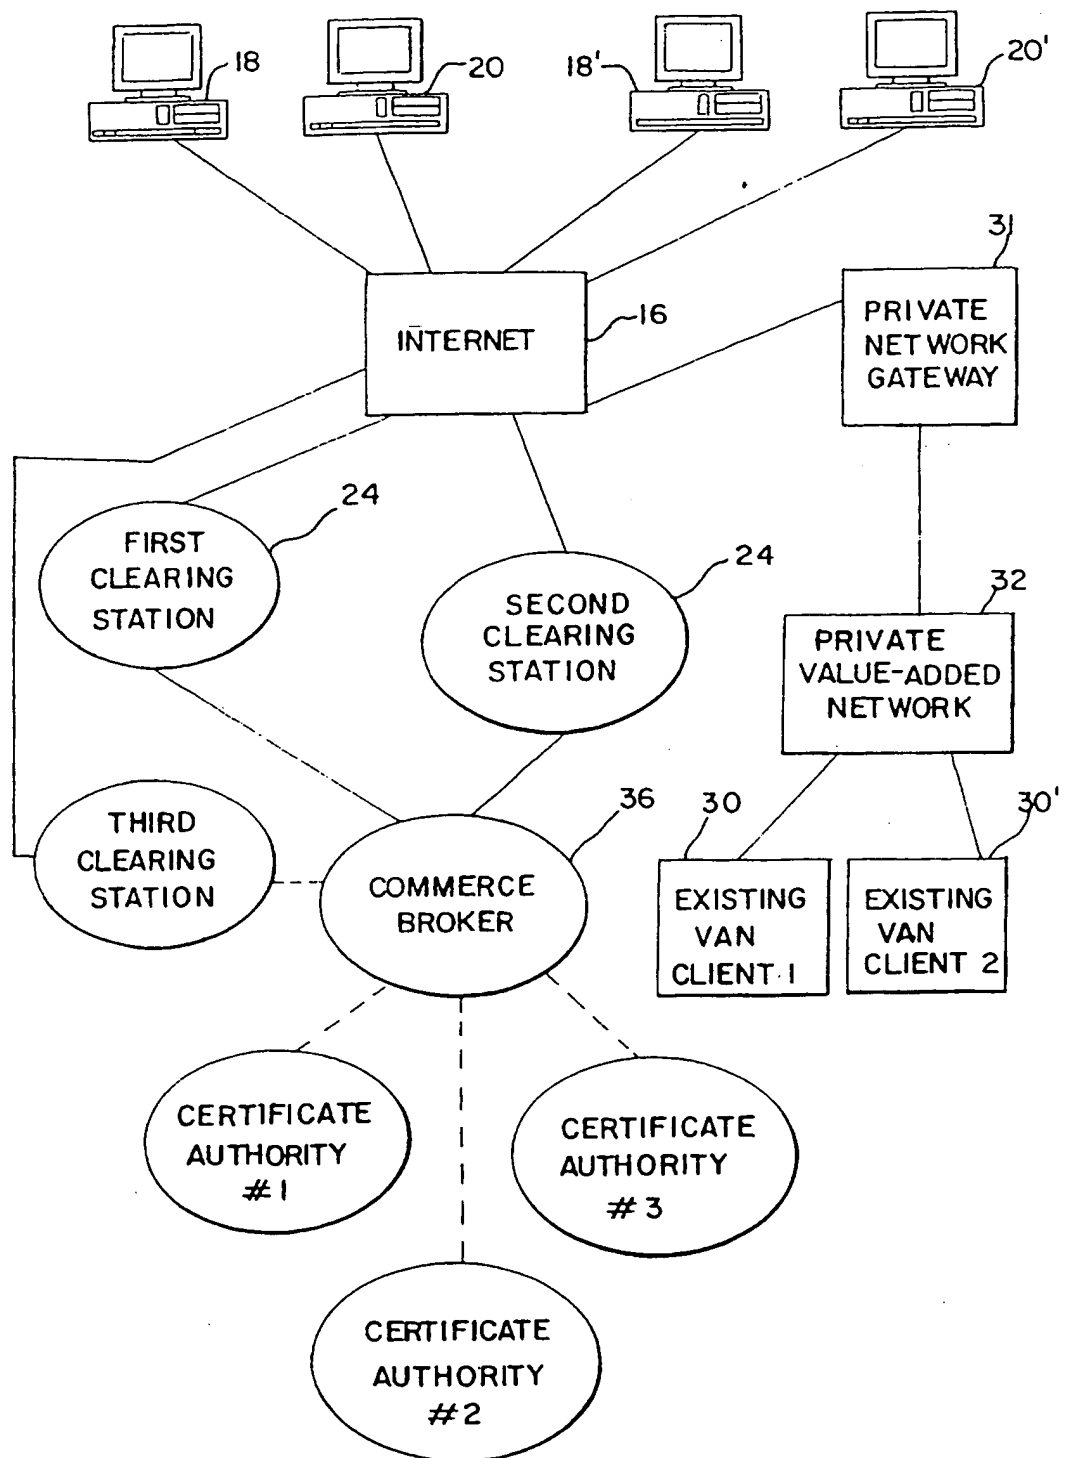 18
20
18'
20'
31
INTERNET
16
PRIVATE
NETWORK
GATEWAY
24
FIRST
CLEARING
STATION
24
SECOND
CLEARING
STATION
32
PRIVATE
VALUE-ADDED
NETWORK
THIRD
CLEARING
STATION
36
COMMERCE
BROKER
30
EXISTING
VAN
CLIENT 1
30'
EXISTING
VAN
CLIENT 2
CERTIFICATE
AUTHORITY
#1
CERTIFICATE
AUTHORITY
#3
CERTIFICATE
AUTHORITY
#2